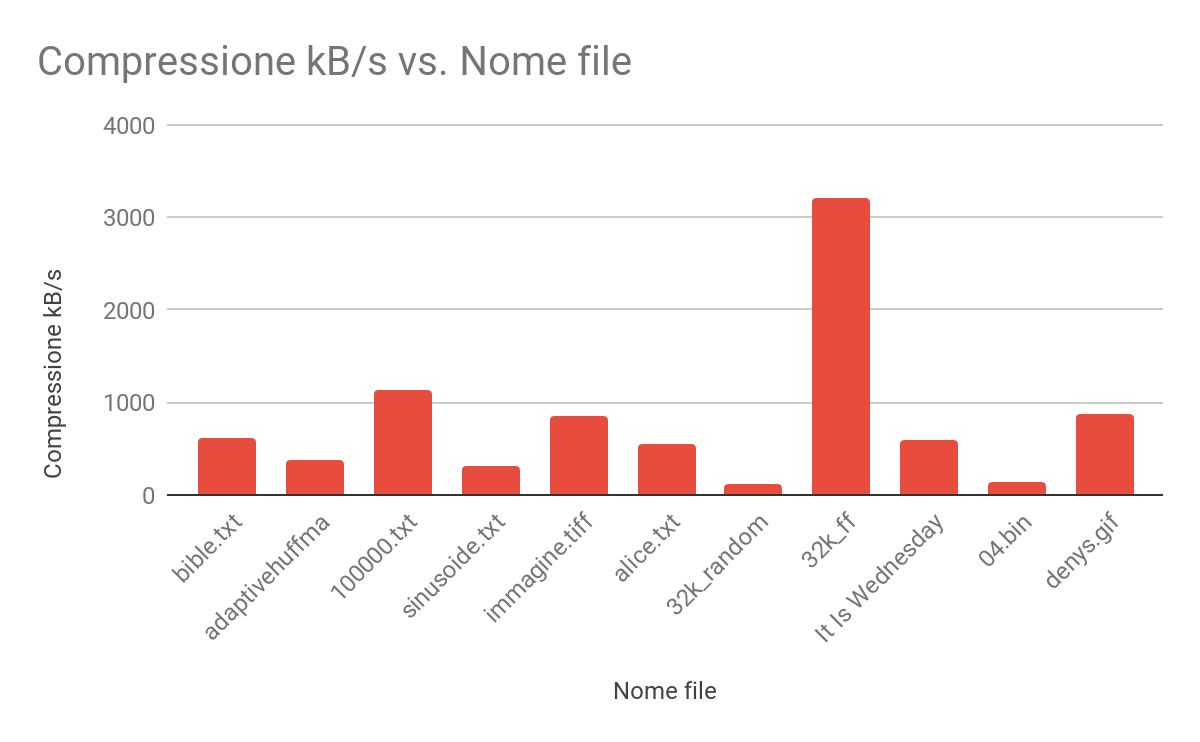 Compressione kB/s vs. Nome file
4000
3000
2000
1000
0
Compressione kB/s
bible.txt
adaptivehuffma
100000.txt
sinusoide.txt
immagine.tiff
alice.txt
32k_random
32k_ff
It Is Wednesday
04.bin
denys.gif
Nome file